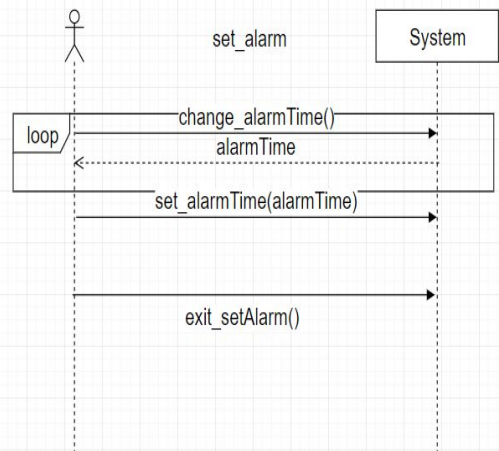 set_alarm
System
loop
change_alarmTime()
alarmTime
set_alarmTime(alarmTime)
exit_setAlarm()